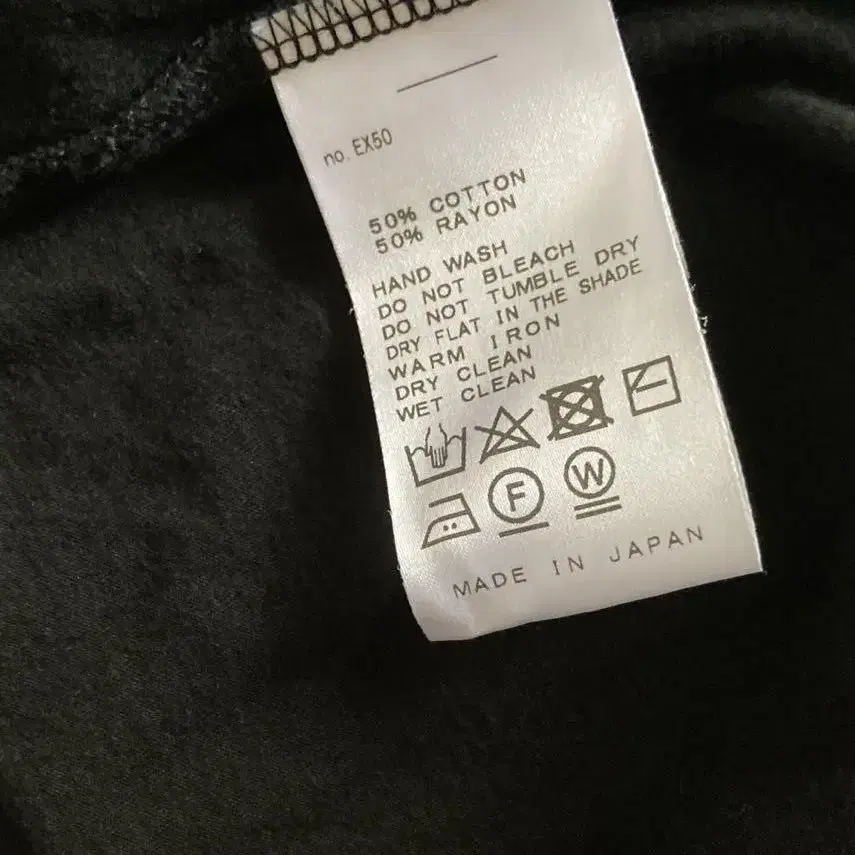 no. EX50
50% COTTON
50% RAYON
HAND WASH
DO NOT BLEACH
DO NOT TUMBLE DRY
DRY FLAT IN THE SHADE
WARM IRON
DRY CLEAN
WET CLEAN
F W
MADE IN JAPAN